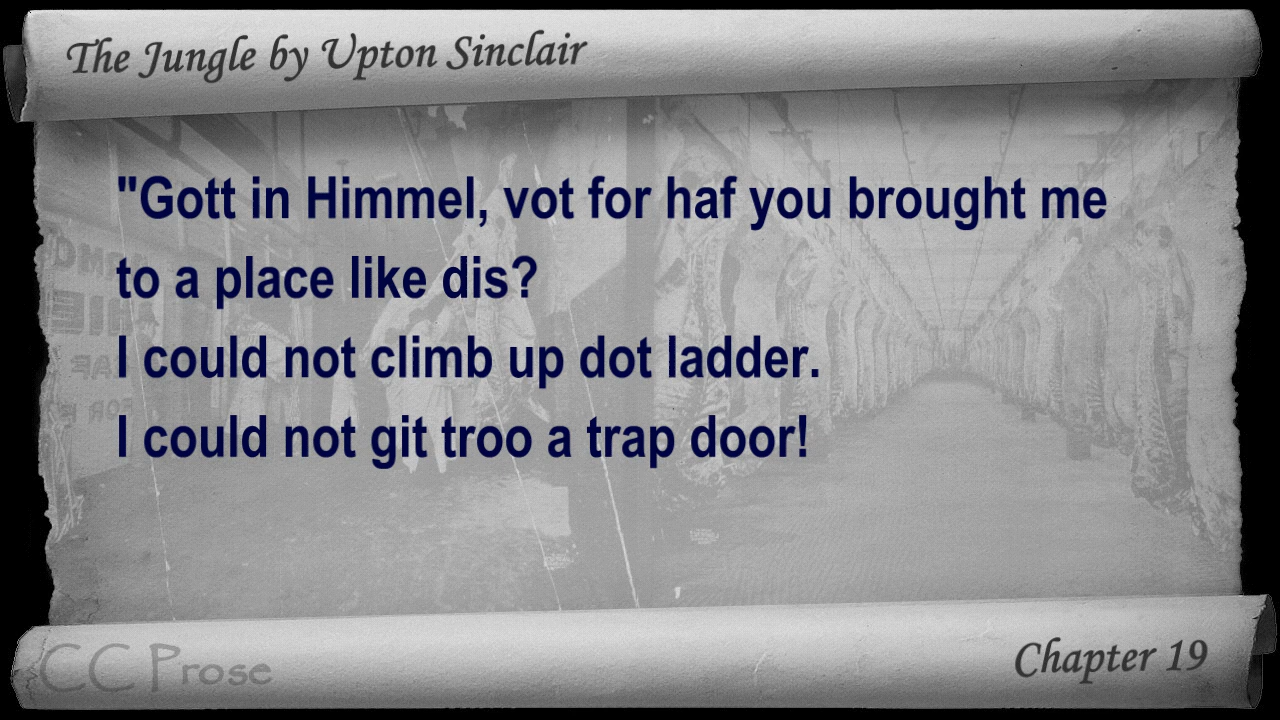 The Jungle by Upton Sinclair
"Gott in Himmel, vot for haf you brought me
to a place like dis?
I could not climb up dot ladder.
I could not git troo a trap door!
CC Prose
Chapter 19